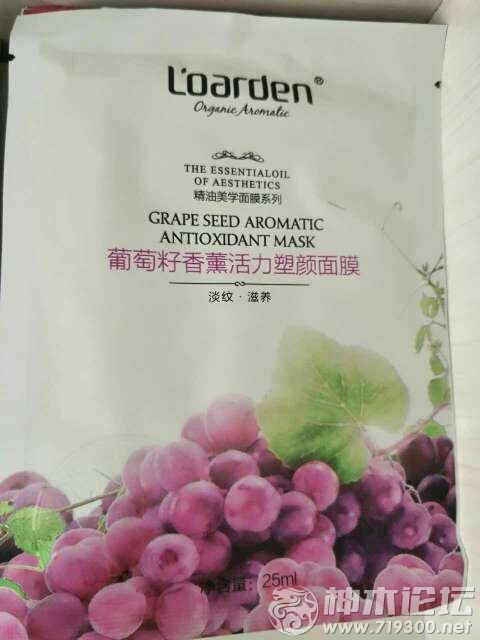 L'oarden®
Organic Aromatic
THE ESSENTIALOIL
OF AESTHETICS
精油美学面膜系列
GRAPE SEED AROMATIC
ANTIOXIDANT MASK
葡萄籽香薰活力塑颜面膜
淡纹·滋养
净含量:25ml
神木论坛
www.719300.net